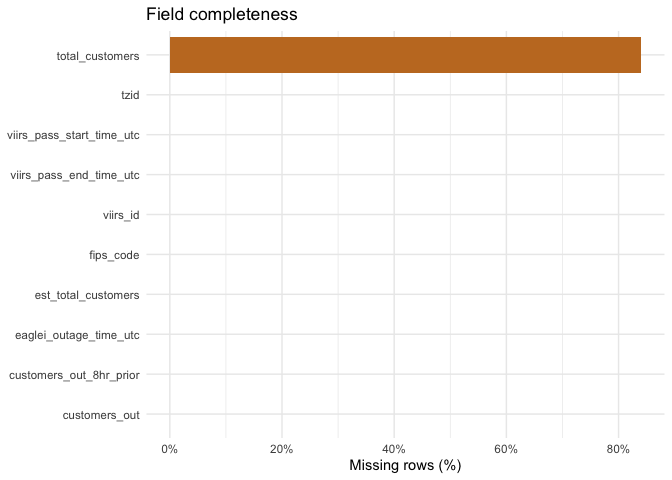 Field completeness
total_customers
tzid
viirs_pass_start_time_utc
viirs_pass_end_time_utc
viirs_id
fips_code
est_total_customers
eaglei_outage_time_utc
customers_out_8hr_prior
customers_out
0% 20% 40% 60% 80%
Missing rows (%)